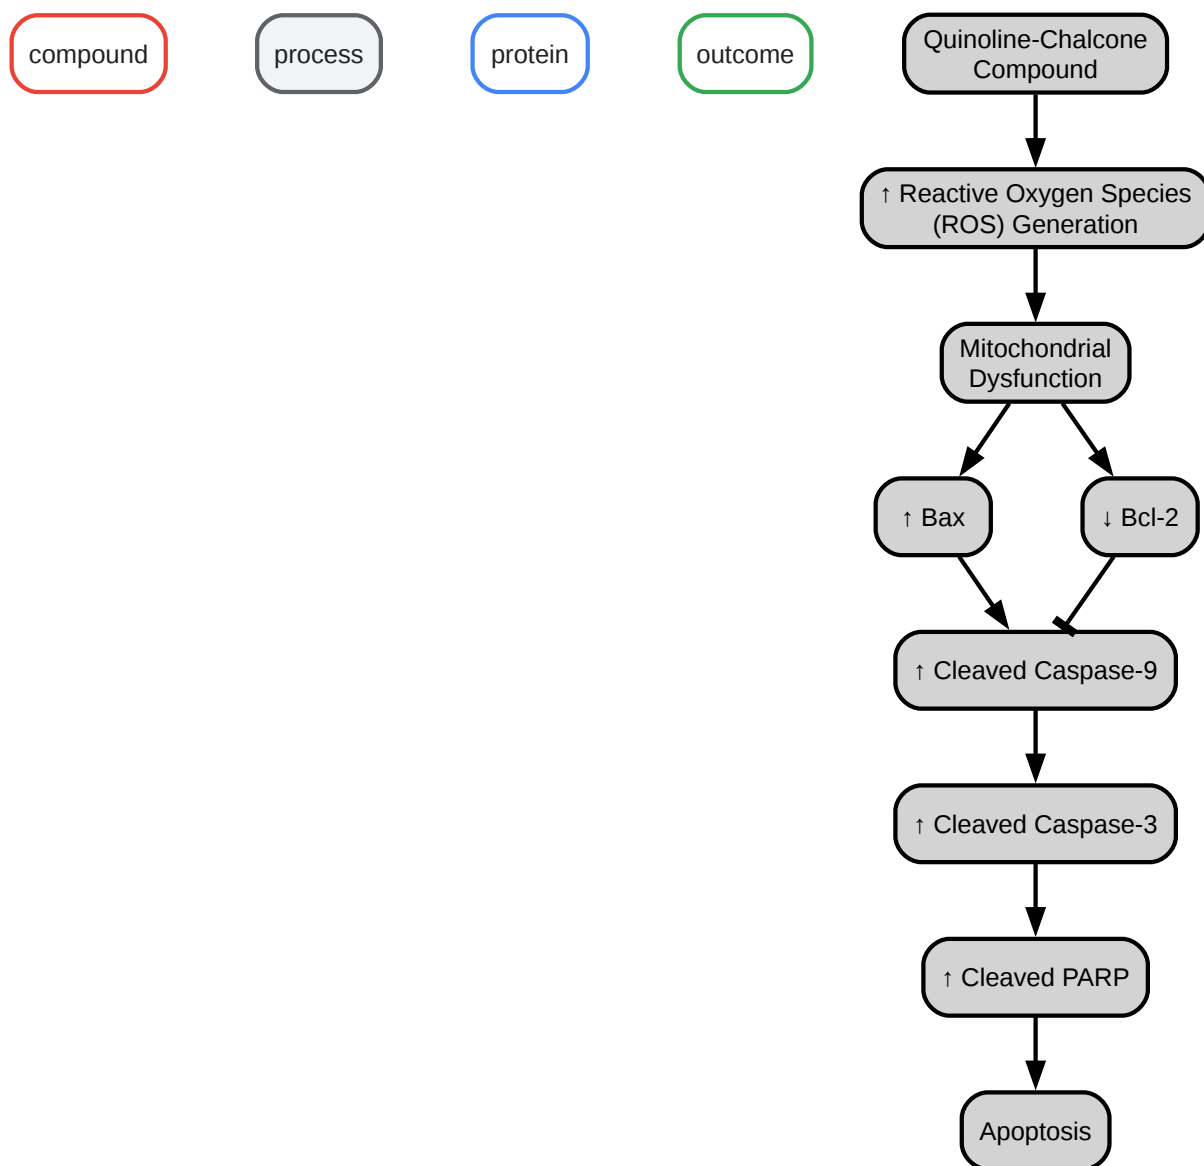 compound
process
protein
outcome
Quinoline-Chalcone
Compound
↑ Reactive Oxygen Species
(ROS) Generation
Mitochondrial
Dysfunction
↑ Bax
↓ Bcl-2
↑ Cleaved Caspase-9
↑ Cleaved Caspase-3
↑ Cleaved PARP
Apoptosis